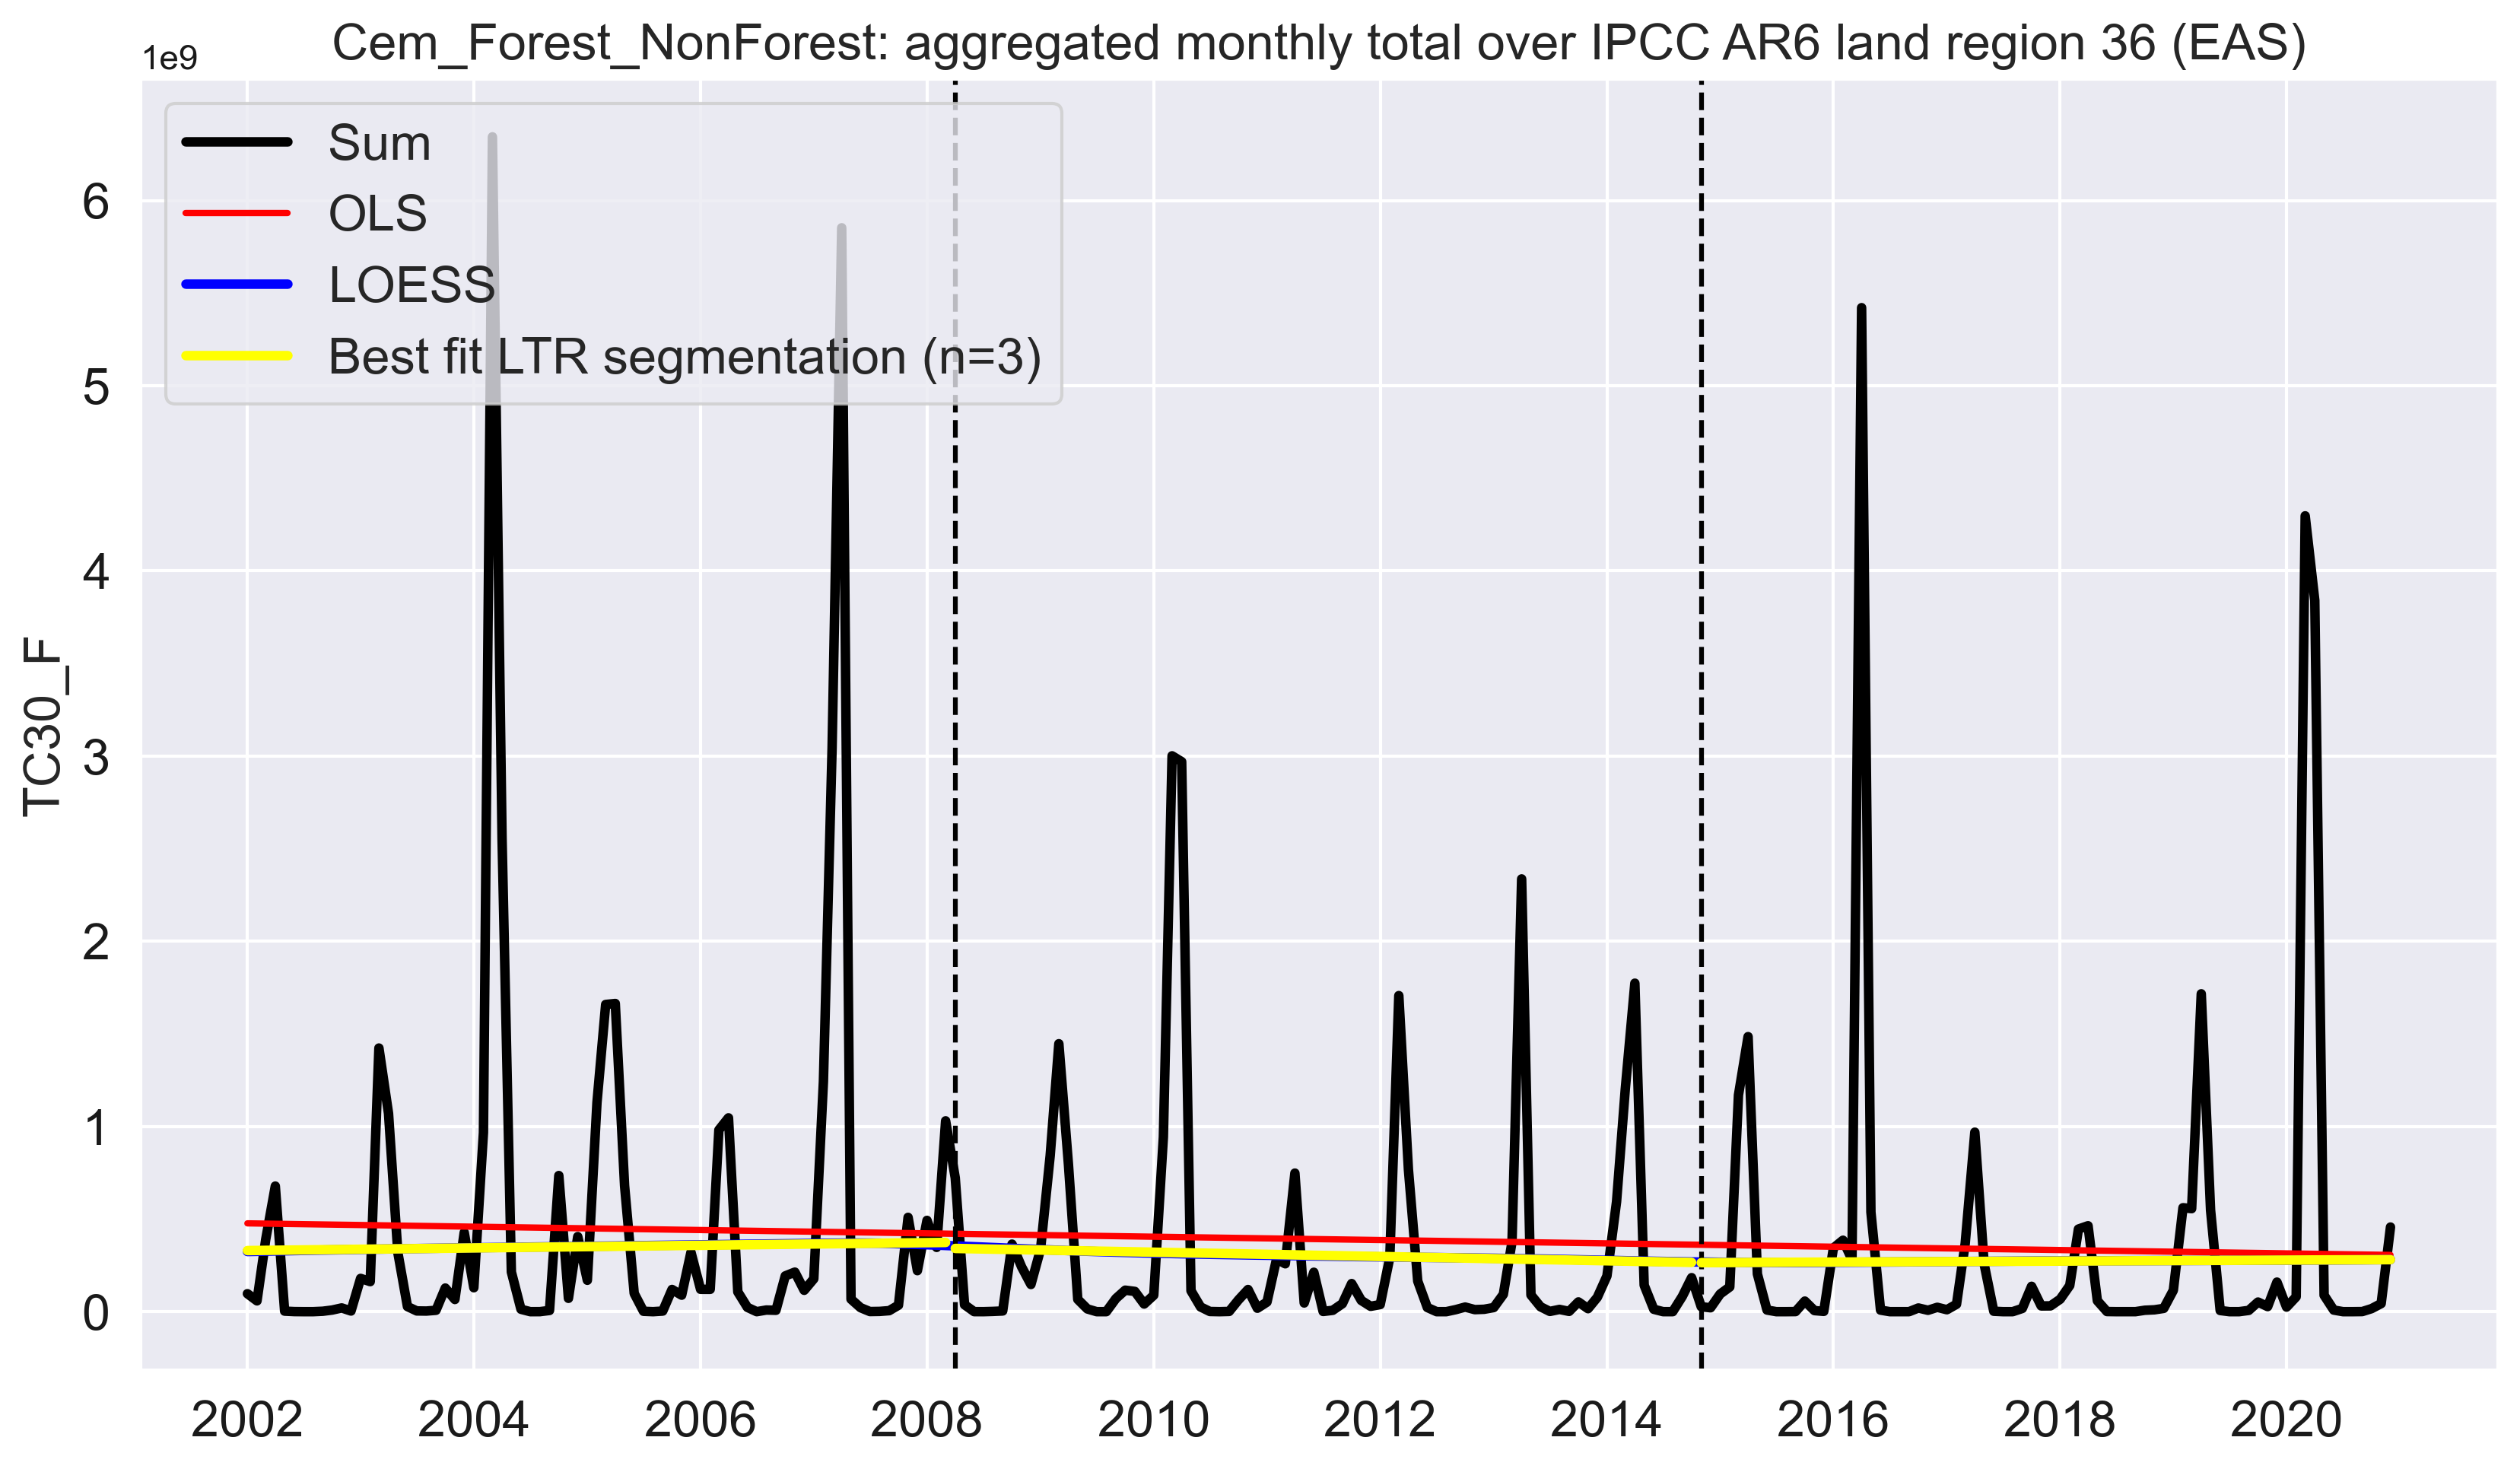 Cem_Forest_NonForest: aggregated monthly total over IPCC AR6 land region 36 (EAS)
1e9
Sum
OLS
LOESS
Best fit LTR segmentation (n=3)
6
5
4
3
2
1
0
TC30_F
2002 2004 2006 2008 2010 2012 2014 2016 2018 2020